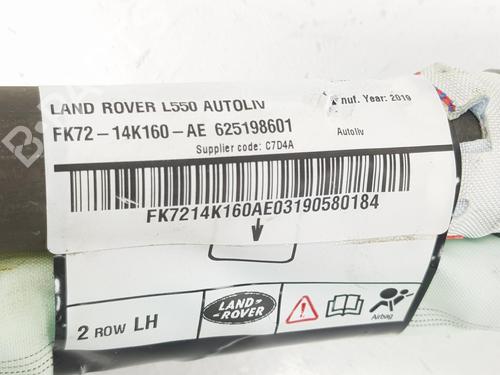 LAND ROVER L550 AUTOLIV
nuf. Year: 2019
FK72-14K160-AE 625198601
Autoliv
Supplier code: C7D4A
FK7214K160AE03190580184
2 ROW LH
LAND ROVER
Airbag